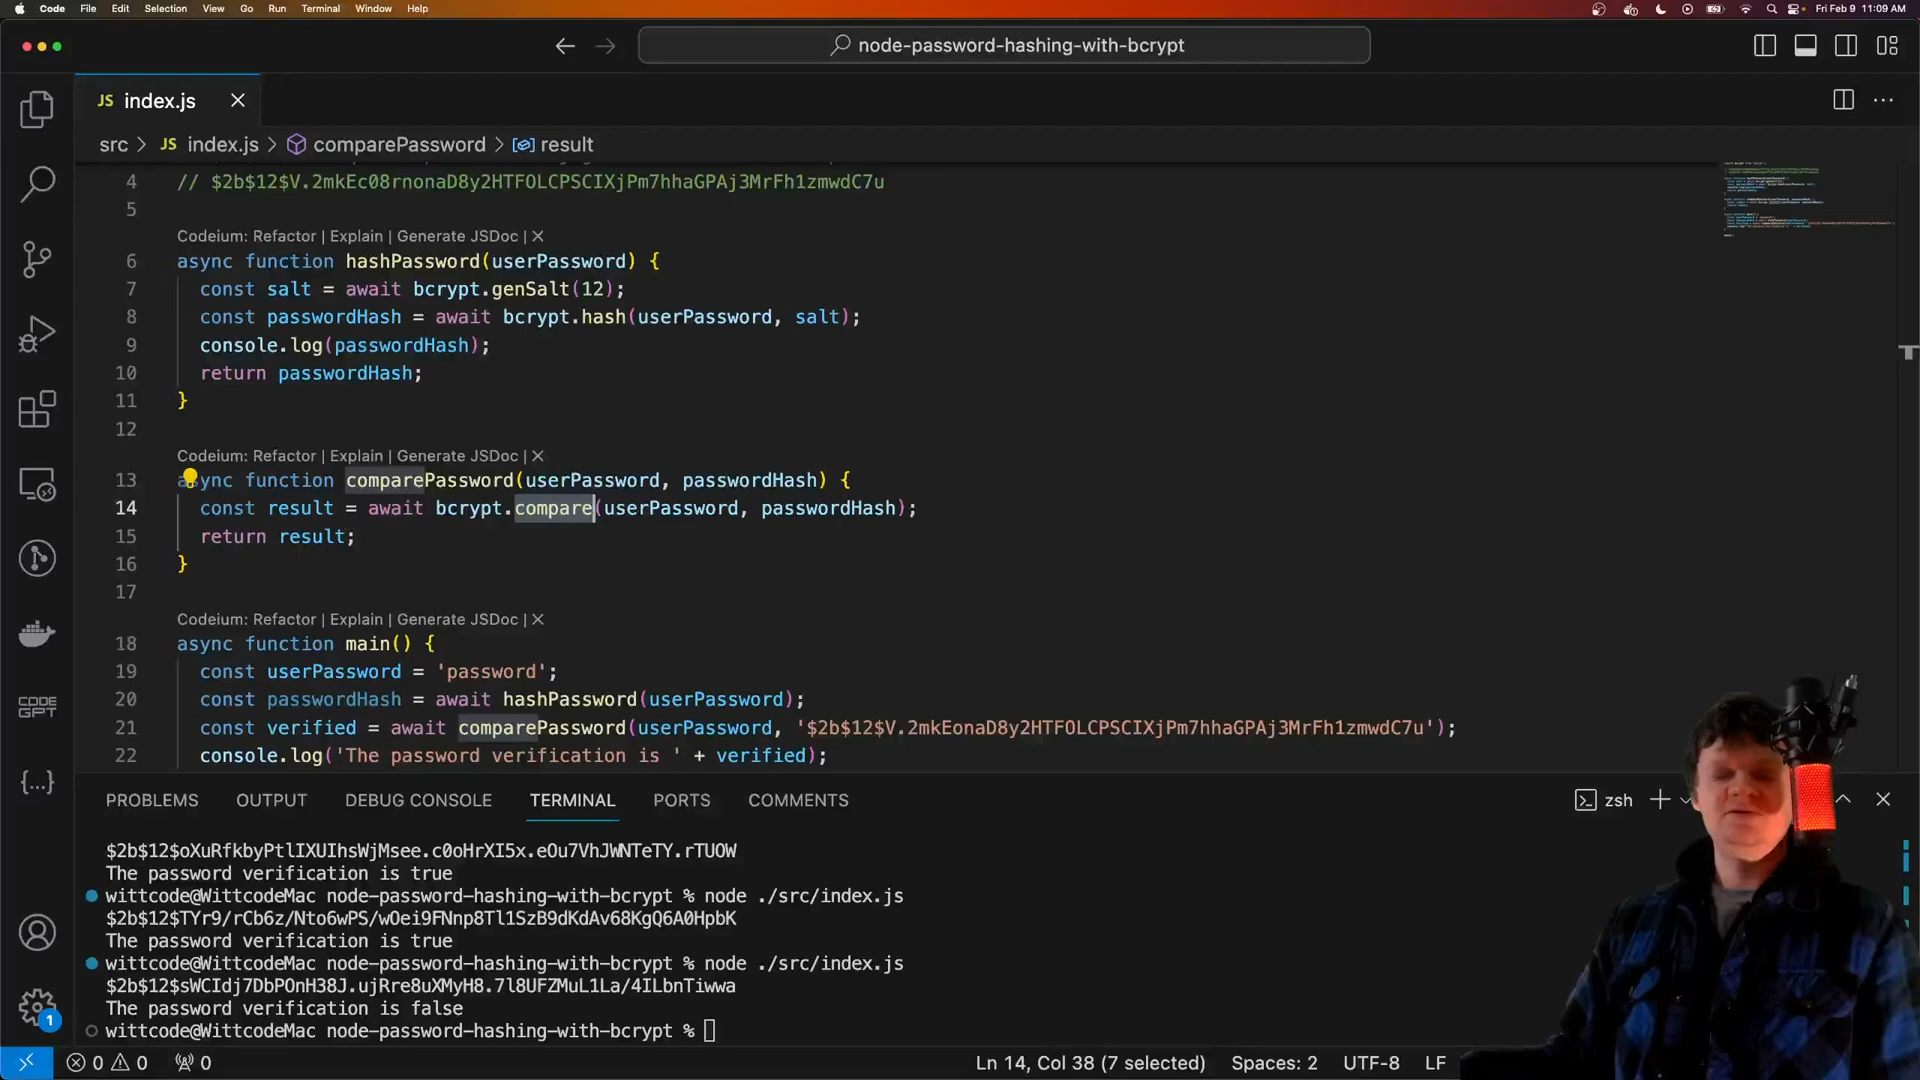 Code File Edit Selection View Go Run Terminal Window Help Fri Feb 9 11:09 AM
node-password-hashing-with-bcrypt
JS index.js
src > JS index.js > comparePassword > result
4 // $2b$12$V.2mkEc08rnonaD8y2HTFOLCPSCIXjPm7hhaGPAj3MrFh1zmwdC7u
5
Codeium: Refactor | Explain | Generate JSDoc | X
6 async function hashPassword(userPassword) {
7 const salt = await bcrypt.genSalt(12);
8 const passwordHash = await bcrypt.hash(userPassword, salt);
9 console.log(passwordHash);
10 return passwordHash;
11 }
12
Codeium: Refactor | Explain | Generate JSDoc | X
13 async function comparePassword(userPassword, passwordHash) {
14 const result = await bcrypt.compare(userPassword, passwordHash);
15 return result;
16 }
17
Codeium: Refactor | Explain | Generate JSDoc | X
18 async function main() {
19 const userPassword = 'password';
20 const passwordHash = await hashPassword(userPassword);
21 const verified = await comparePassword(userPassword, '$2b$12$V.2mkEonaD8y2HTFOLCPSCIXjPm7hhaGPAj3MrFh1zmwdC7u');
22 console.log('The password verification is ' + verified);
CODE
GPT
PROBLEMS OUTPUT DEBUG CONSOLE TERMINAL PORTS COMMENTS zsh
$2b$12$oXuRfkbyPtlIXUIhsWjMsee.c0oHrXI5x.eOu7VhJWNTeTY.rTUOW
The password verification is true
wittcode@WittcodeMac node-password-hashing-with-bcrypt % node ./src/index.js
$2b$12$TYr9/rCb6z/Nto6wPS/wOei9FNnp8Tl1SzB9dKdAv68KgQ6A0HpbK
The password verification is true
wittcode@WittcodeMac node-password-hashing-with-bcrypt % node ./src/index.js
$2b$12$sWCIdj7DbPOnH38J.ujRre8uXMyH8.7l8UFZMuL1La/4ILbnTiwwa
The password verification is false
wittcode@WittcodeMac node-password-hashing-with-bcrypt %
1
0 0 0 Ln 14, Col 38 (7 selected) Spaces: 2 UTF-8 LF